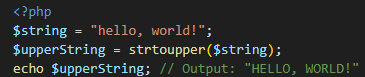 <?php
$string = "hello, world!";
$upperString = strtoupper($string);
echo $upperString; // Output: "HELLO, WORLD!"